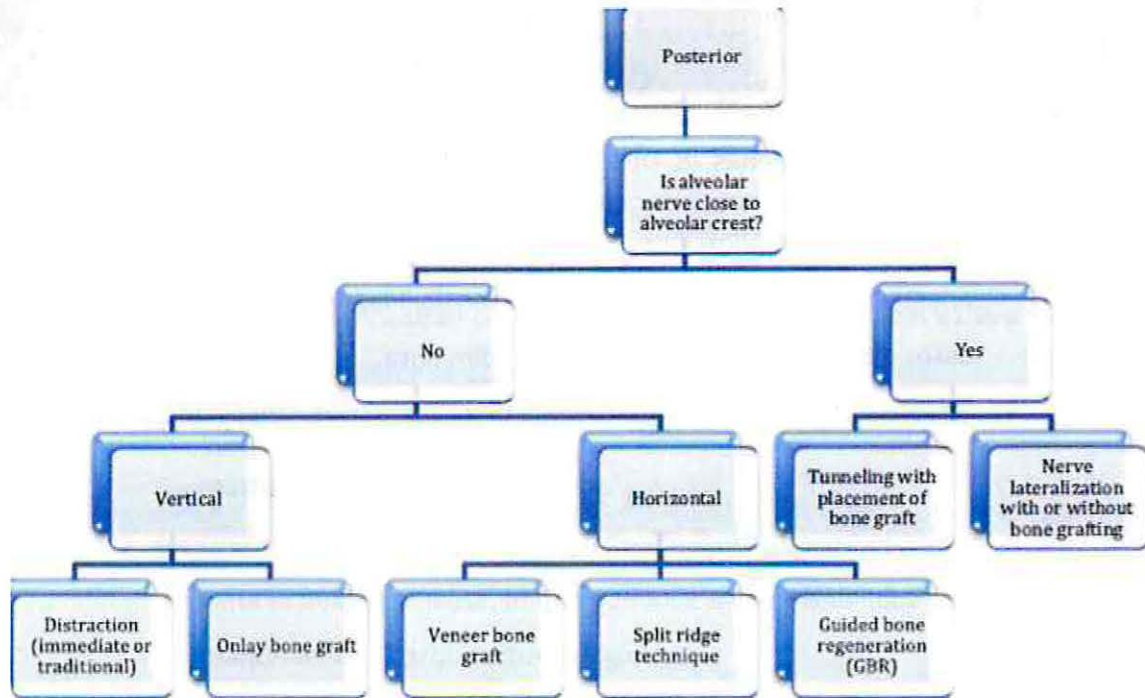 Posterior
Is alveolar
nerve close to
alveolar crest?
No
Yes
Vertical
Horizontal
Tunneling with
placement of
bone graft
Nerve
lateralization
with or without
bone grafting
Distraction
(immediate or
traditional)
Onlay bone graft
Veneer bone
graft
Split ridge
technique
Guided bone
regeneration
(GBR)